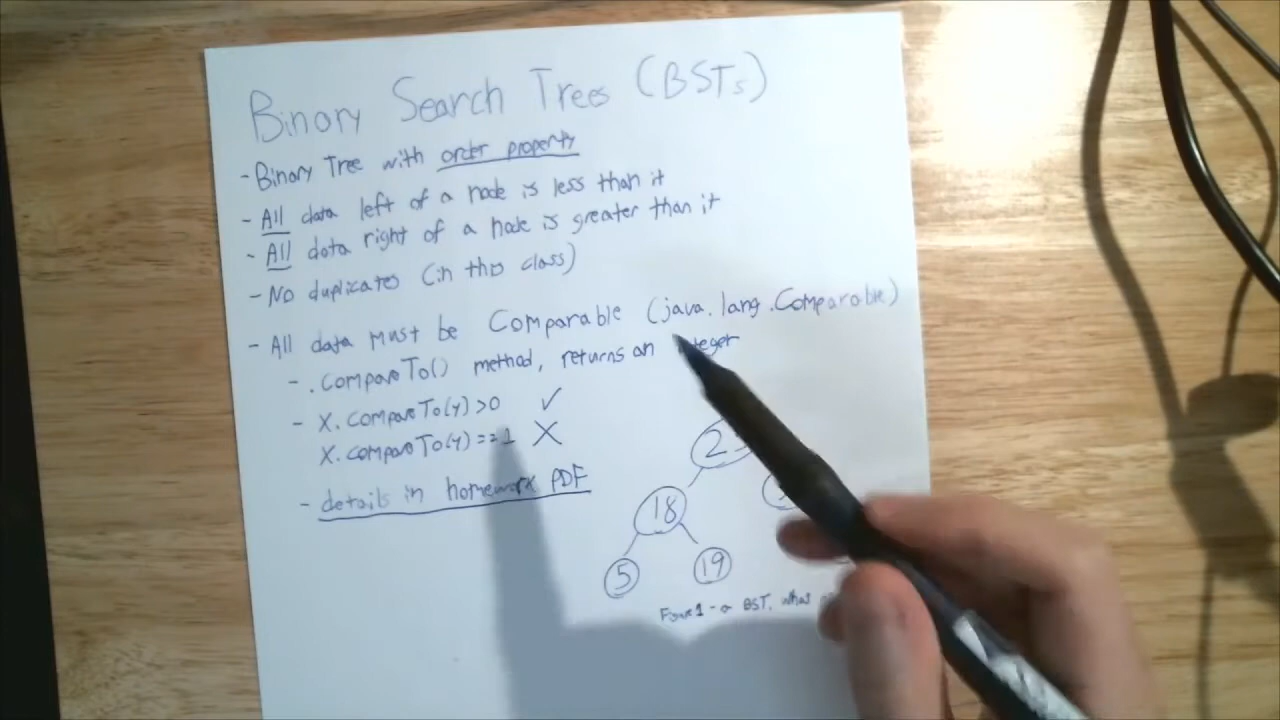 Binary Search Trees (BSTs)
- Binary Tree with order property
- All data left of a node is less than it
- All data right of a node is greater than it
- No duplicates (in this class)
- All data must be Comparable (java.lang.Comparable)
- .compareTo() method, returns an
- X.compareTo(Y)>0 ✓
X.compareTo(Y)==1 X
- details in homework PDF
2
18
5
19
Figure 1 - a BST, what